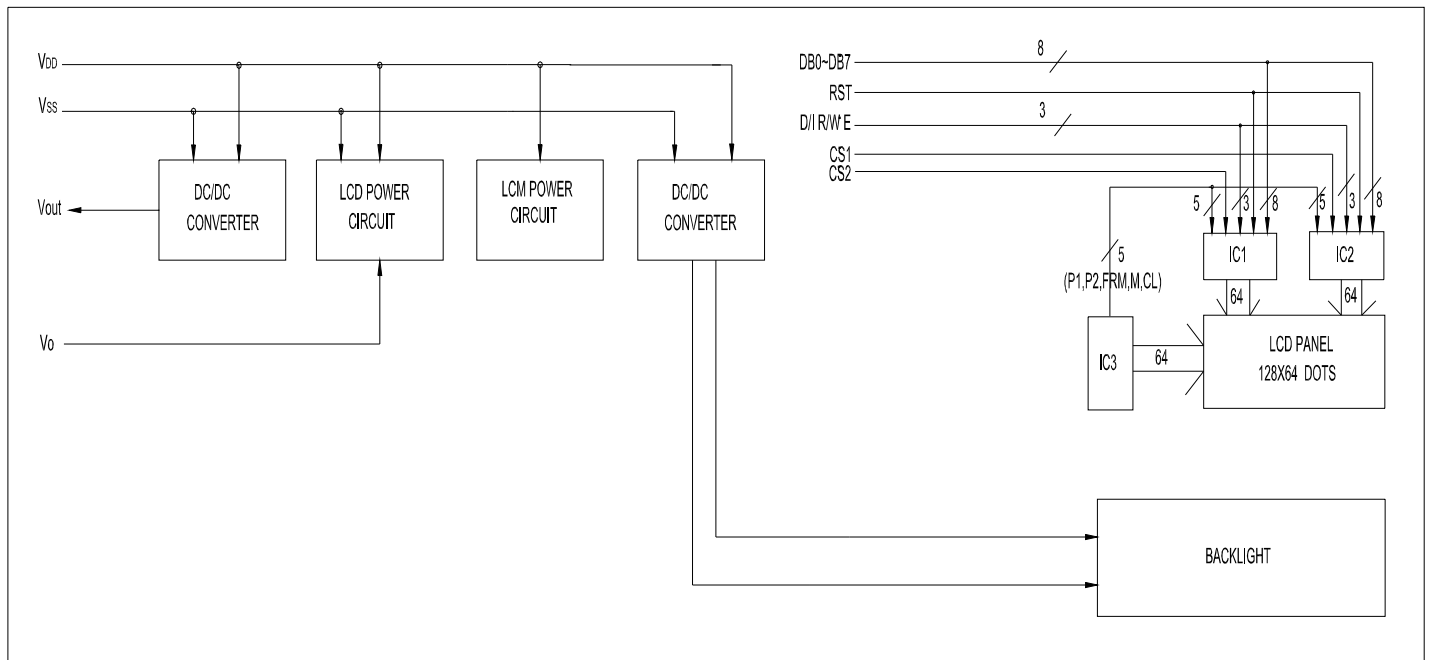 VDD
VSS
DC/DC
CONVERTER
LCD POWER
CIRCUIT
LCM POWER
CIRCUIT
DC/DC
CONVERTER
Vout
Vo
DB0~DB7
8
RST
D/I R/W E
3
CS1
CS2
5
3
8
5
3
8
IC1
IC2
5
(P1,P2,FRM,M,CL)
64
64
IC3
64
LCD PANEL
128X64 DOTS
BACKLIGHT